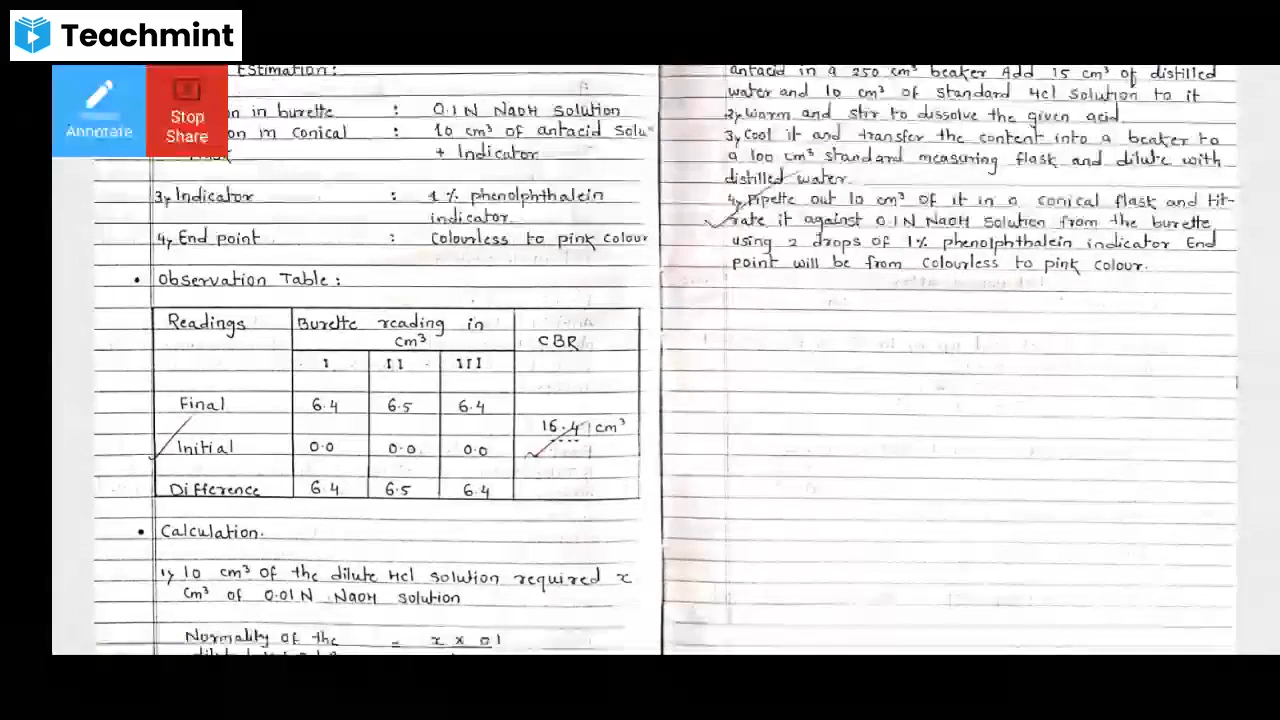 Teachmint
Annotate
Stop
Share
Estimation :
n in burette : 0.1 N NaOH solution
on in conical : 10 cm³ of antacid solu
+ Indicator
3y Indicator : 1 % phenolphthalein
indicator.
4y End point : Colourless to pink colour
• Observation Table :
Readings Burette reading in cm³ CBR
I II III
Final 6.4 6.5 6.4
16.4 cm³
Initial 0.0 0.0 0.0
Difference 6.4 6.5 6.4
• Calculation.
1y 10 cm³ of the dilute Hcl solution required x
cm³ of 0.01 N NaOH solution
Normality of the = x × 01
antacid in a 250 cm³ beaker Add 15 cm³ of distilled
water and 10 cm³ of standard Hcl solution to it
2y Warm and stir to dissolve the given acid.
3y Cool it and transfer the content into a beaker to
a 100 cm³ standard measuring flask and dilute with
distilled water.
4y Pipette out 10 cm³ of it in a conical flask and tit-
rate it against 0.1 N NaOH solution from the burette
using 2 drops of 1% phenolphthalein indicator End
point will be from colourless to pink colour.